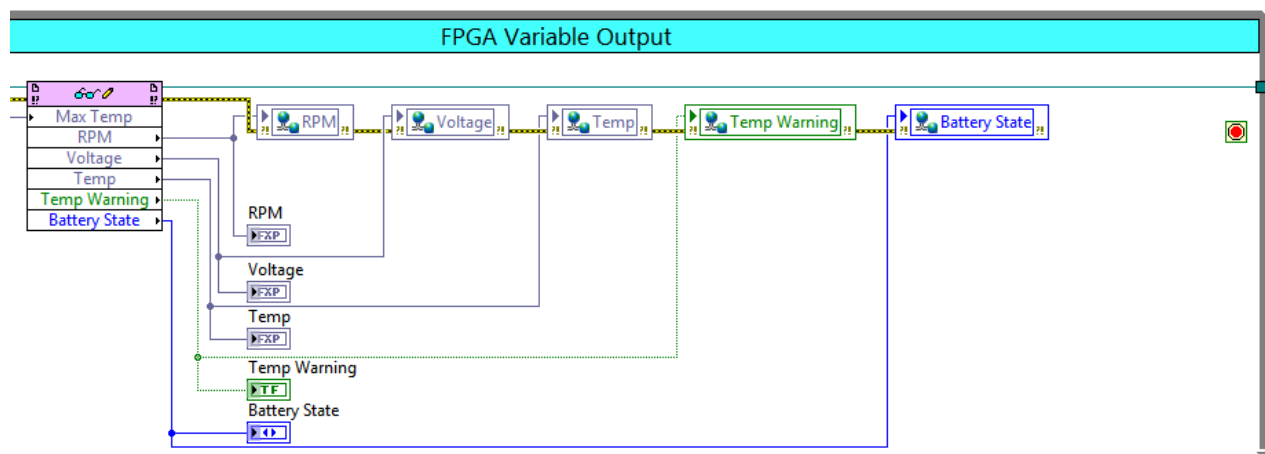 FPGA Variable Output
Max Temp
RPM
Voltage
Temp
Temp Warning
Battery State
RPM
Voltage
Temp
Temp Warning
Battery State
RPM
FXP
Voltage
FXP
Temp
FXP
Temp Warning
TF
Battery State